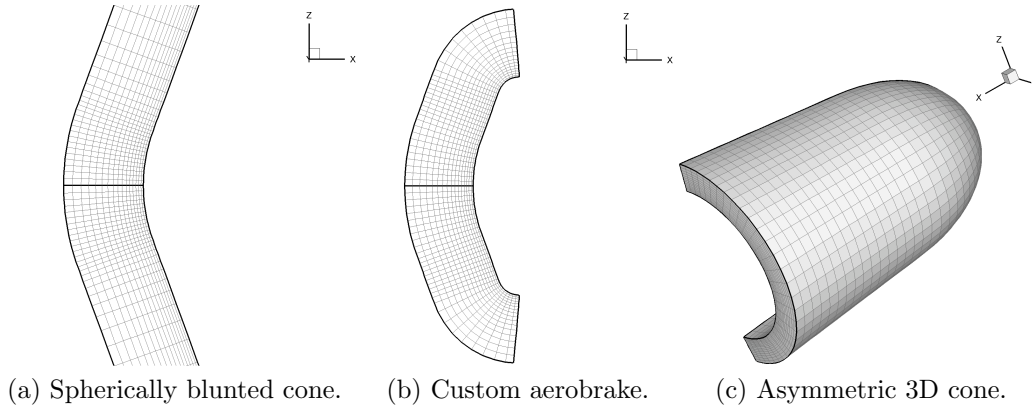 z
x
z
x
z
x
(a) Spherically blunted cone.
(b) Custom aerobrake.
(c) Asymmetric 3D cone.